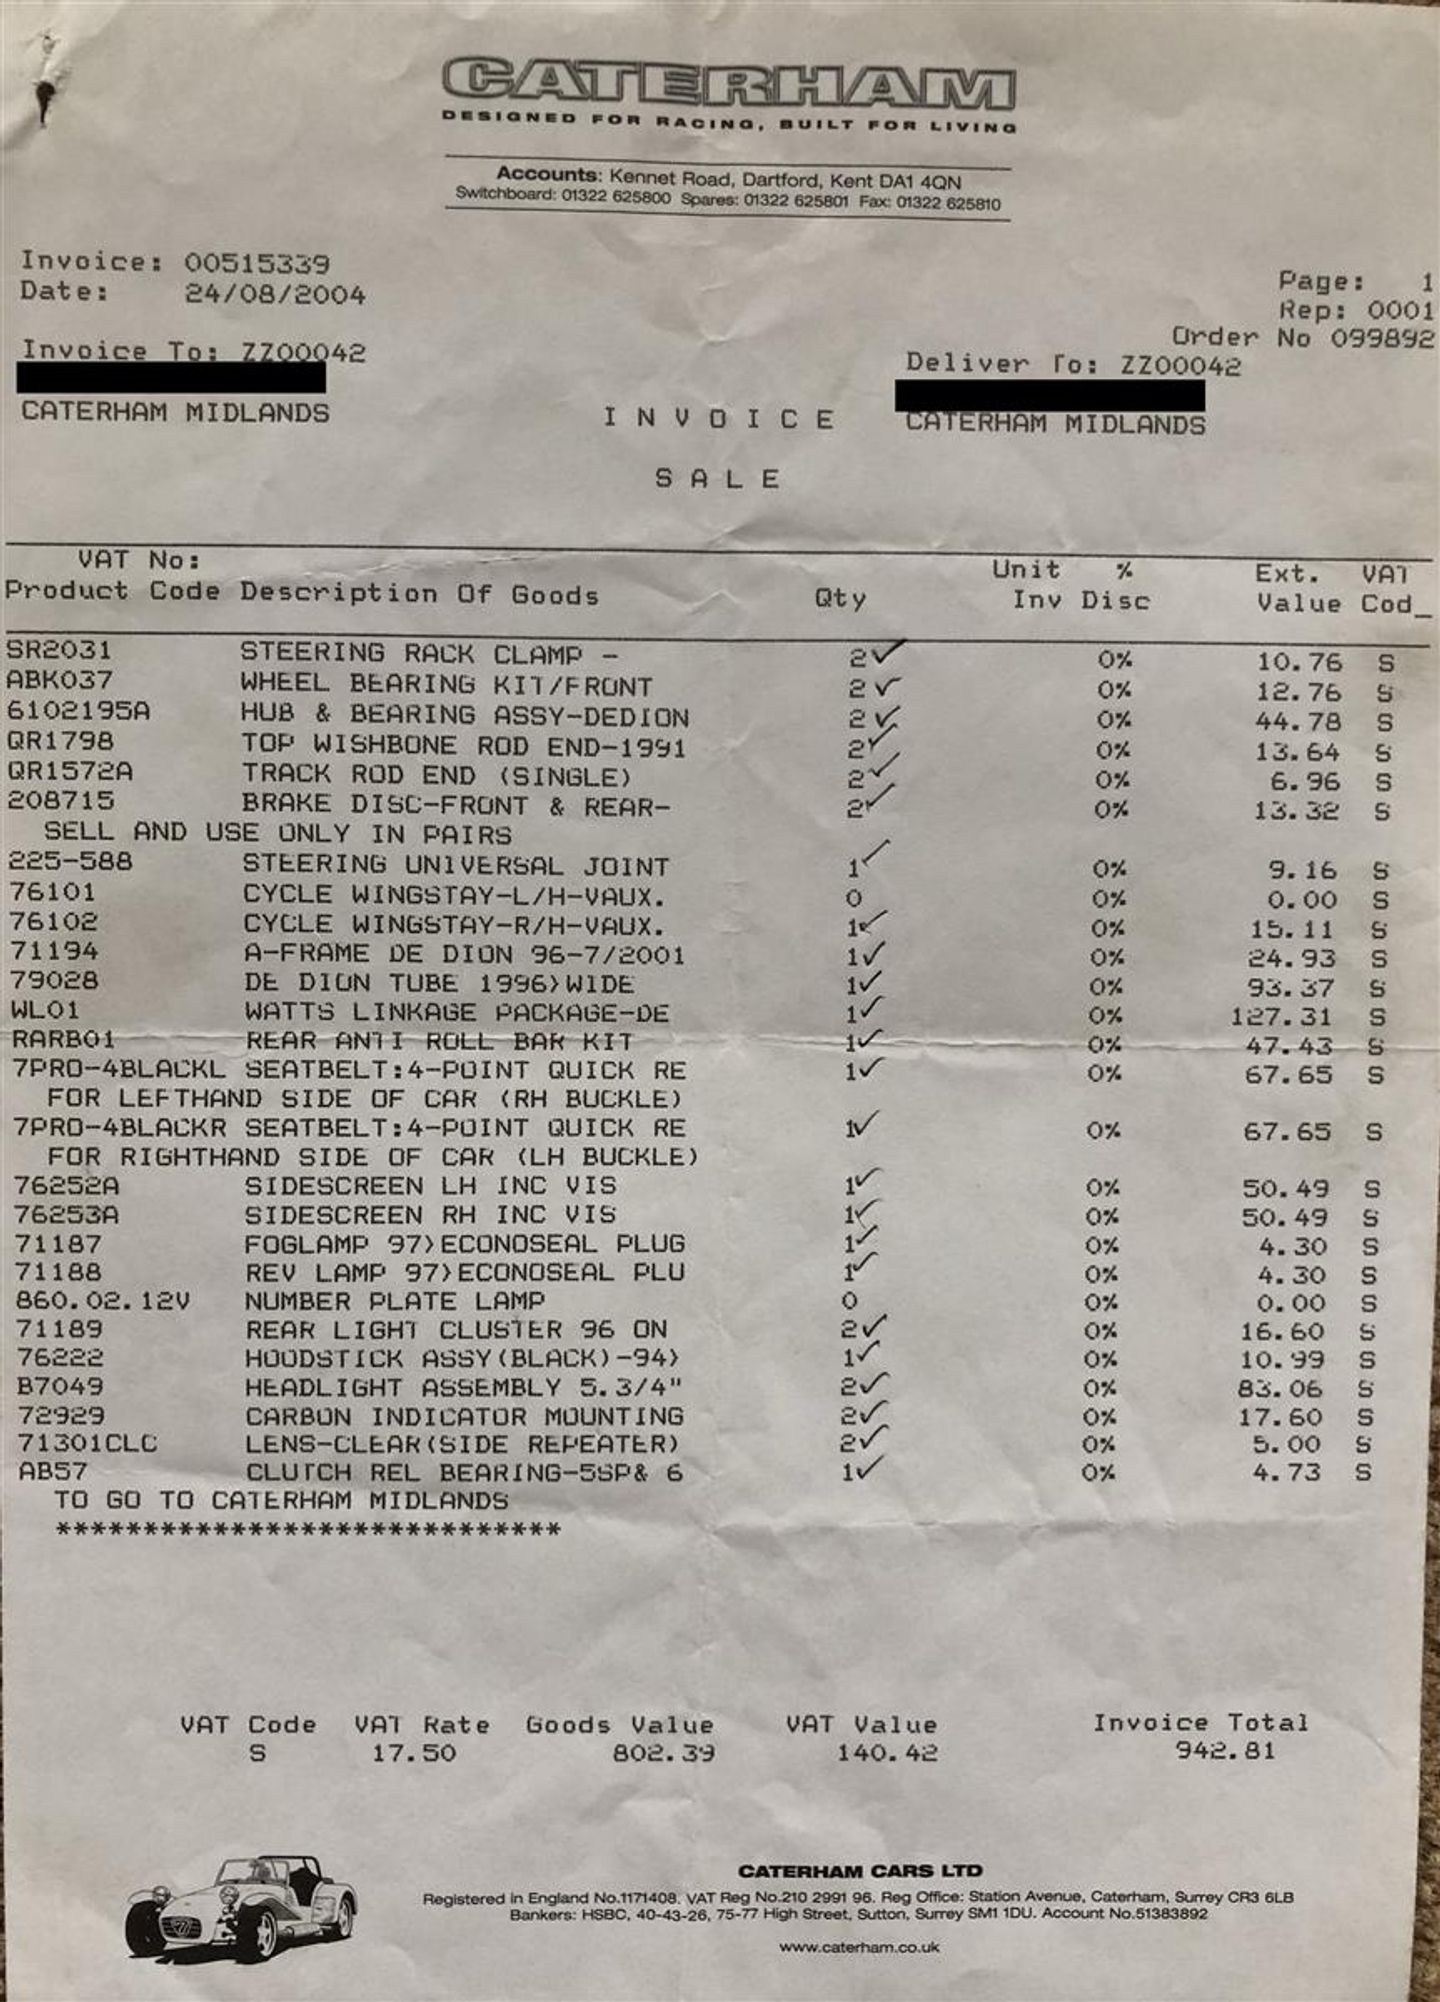 CATERHAM
DESIGNED FOR RACING, BUILT FOR LIVING
Accounts: Kennet Road, Dartford, Kent DA1 4QN
Switchboard: 01322 625800 Spares: 01322 625801 Fax: 01322 625810
Invoice: 00515339
Date: 24/08/2004
Page: 1
Rep: 0001
Order No 099892
Invoice To: ZZ00042
Deliver To: ZZ00042
CATERHAM MIDLANDS
INVOICE
CATERHAM MIDLANDS
SALE
VAT No: Unit % Ext. VAT
Product Code Description Of Goods Qty Inv Disc Value Cod_
SR2031 STEERING RACK CLAMP - 2 ✓ 0% 10.76 S
ABK037 WHEEL BEARING KIT/FRONT 2 ✓ 0% 12.76 S
6102195A HUB & BEARING ASSY-DEDION 2 ✓ 0% 44.78 S
QR1798 TOP WISHBONE ROD END-1991 2 ✓ 0% 13.64 S
QR1572A TRACK ROD END (SINGLE) 2 ✓ 0% 6.96 S
208715 BRAKE DISC-FRONT & REAR- 2 ✓ 0% 13.32 S
SELL AND USE ONLY IN PAIRS
225-588 STEERING UNIVERSAL JOINT 1 ✓ 0% 9.16 S
76101 CYCLE WINGSTAY-L/H-VAUX. 0 0% 0.00 S
76102 CYCLE WINGSTAY-R/H-VAUX. 1 ✓ 0% 15.11 S
71194 A-FRAME DE DION 96-7/2001 1 ✓ 0% 24.93 S
79028 DE DION TUBE 1996>WIDE 1 ✓ 0% 93.37 S
WL01 WATTS LINKAGE PACKAGE-DE 1 ✓ 0% 127.31 S
RARB01 REAR ANTI ROLL BAR KIT 1 ✓ 0% 47.43 S
7PRO-4BLACKL SEATBELT:4-POINT QUICK RE 1 ✓ 0% 67.65 S
FOR LEFTHAND SIDE OF CAR (RH BUCKLE)
7PRO-4BLACKR SEATBELT:4-POINT QUICK RE 1 ✓ 0% 67.65 S
FOR RIGHTHAND SIDE OF CAR (LH BUCKLE)
76252A SIDESCREEN LH INC VIS 1 ✓ 0% 50.49 S
76253A SIDESCREEN RH INC VIS 1 ✓ 0% 50.49 S
71187 FOGLAMP 97>ECONOSEAL PLUG 1 ✓ 0% 4.30 S
71188 REV LAMP 97>ECONOSEAL PLU 1 ✓ 0% 4.30 S
860.02.12V NUMBER PLATE LAMP 0 0% 0.00 S
71189 REAR LIGHT CLUSTER 96 ON 2 ✓ 0% 16.60 S
76222 HOODSTICK ASSY(BLACK)-94> 1 ✓ 0% 10.99 S
B7049 HEADLIGHT ASSEMBLY 5.3/4" 2 ✓ 0% 83.06 S
72929 CARBON INDICATOR MOUNTING 2 ✓ 0% 17.60 S
71301CLC LENS-CLEAR(SIDE REPEATER) 2 ✓ 0% 5.00 S
AB57 CLUTCH REL BEARING-5SP& 6 1 ✓ 0% 4.73 S
TO GO TO CATERHAM MIDLANDS
****************************
VAT Code VAT Rate Goods Value VAT Value Invoice Total
S 17.50 802.39 140.42 942.81
CATERHAM CARS LTD
Registered in England No.1171408. VAT Reg No.210 2991 96. Reg Office: Station Avenue, Caterham, Surrey CR3 6LB
Bankers: HSBC, 40-43-26, 75-77 High Street, Sutton, Surrey SM1 1DU. Account No.51383892
www.caterham.co.uk